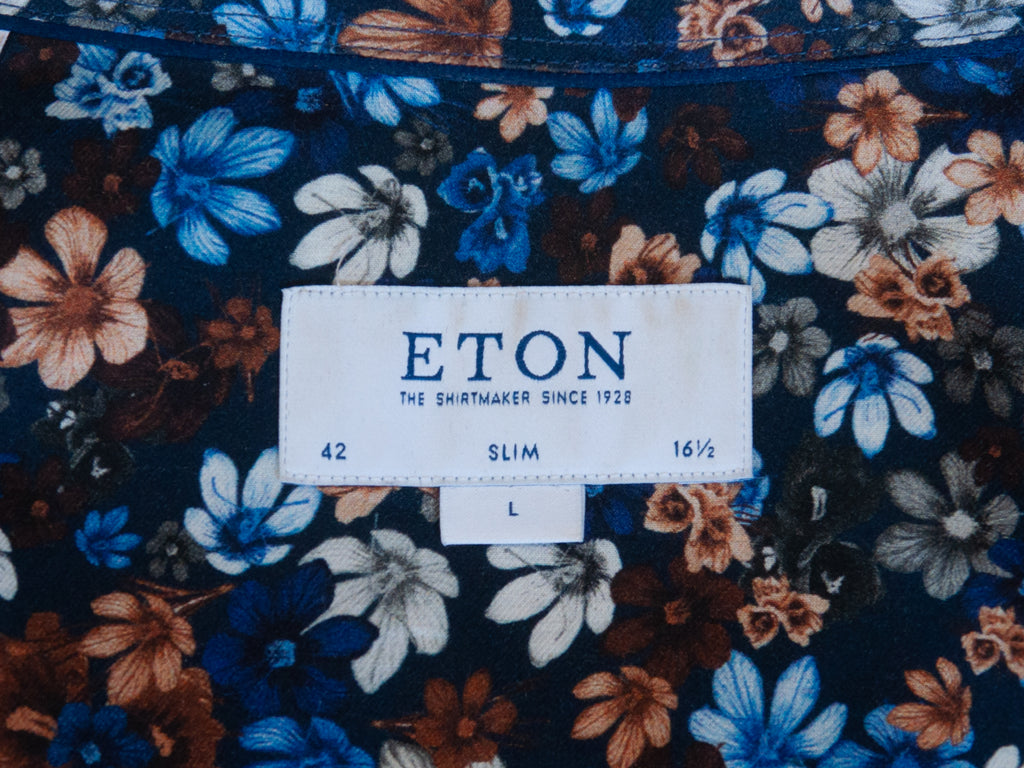 ETON
THE SHIRTMAKER SINCE 1928
42 SLIM 16½
L